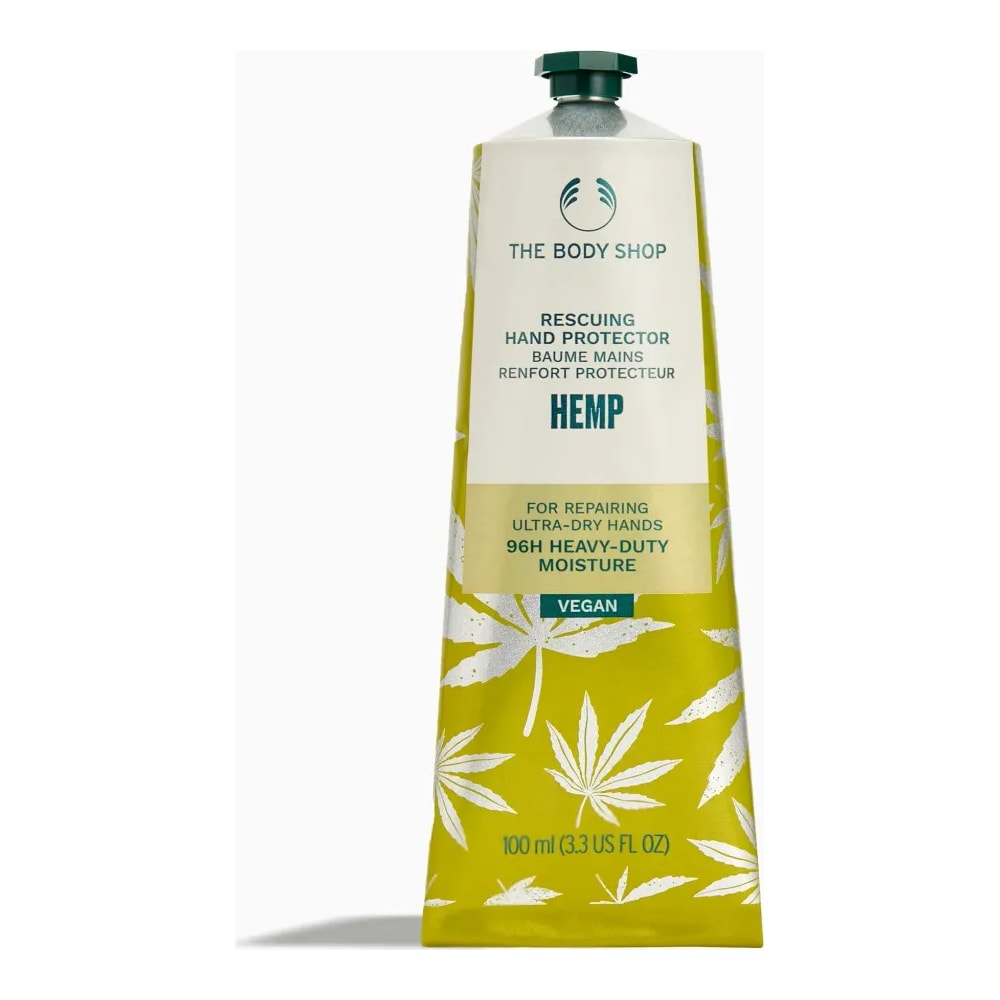 THE BODY SHOP
RESCUING
HAND PROTECTOR
BAUME MAINS
RENFORT PROTECTEUR
HEMP
FOR REPAIRING
ULTRA-DRY HANDS
96H HEAVY-DUTY
MOISTURE
VEGAN
100 ml (3.3 US FL OZ)